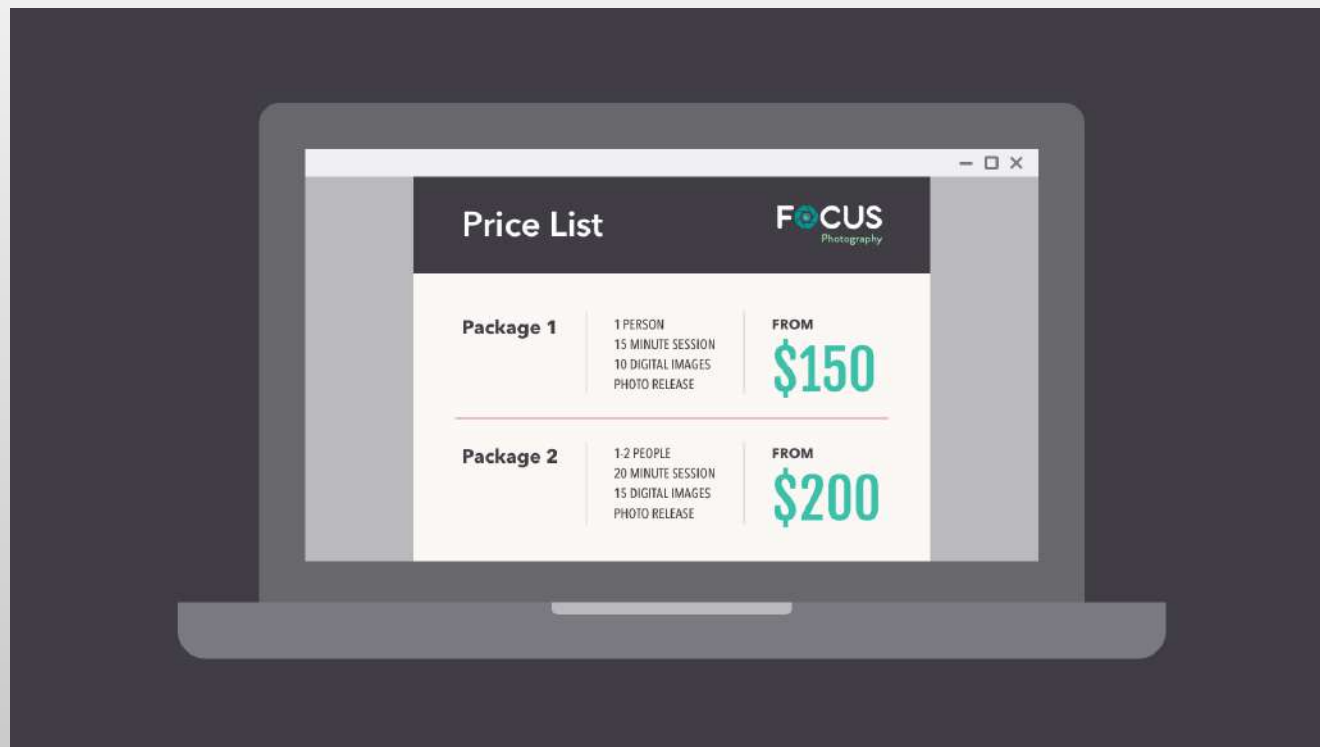 Price List
FOCUS
Photography
Package 1
1 PERSON
15 MINUTE SESSION
10 DIGITAL IMAGES
PHOTO RELEASE
FROM
$150
Package 2
1-2 PEOPLE
20 MINUTE SESSION
15 DIGITAL IMAGES
PHOTO RELEASE
FROM
$200